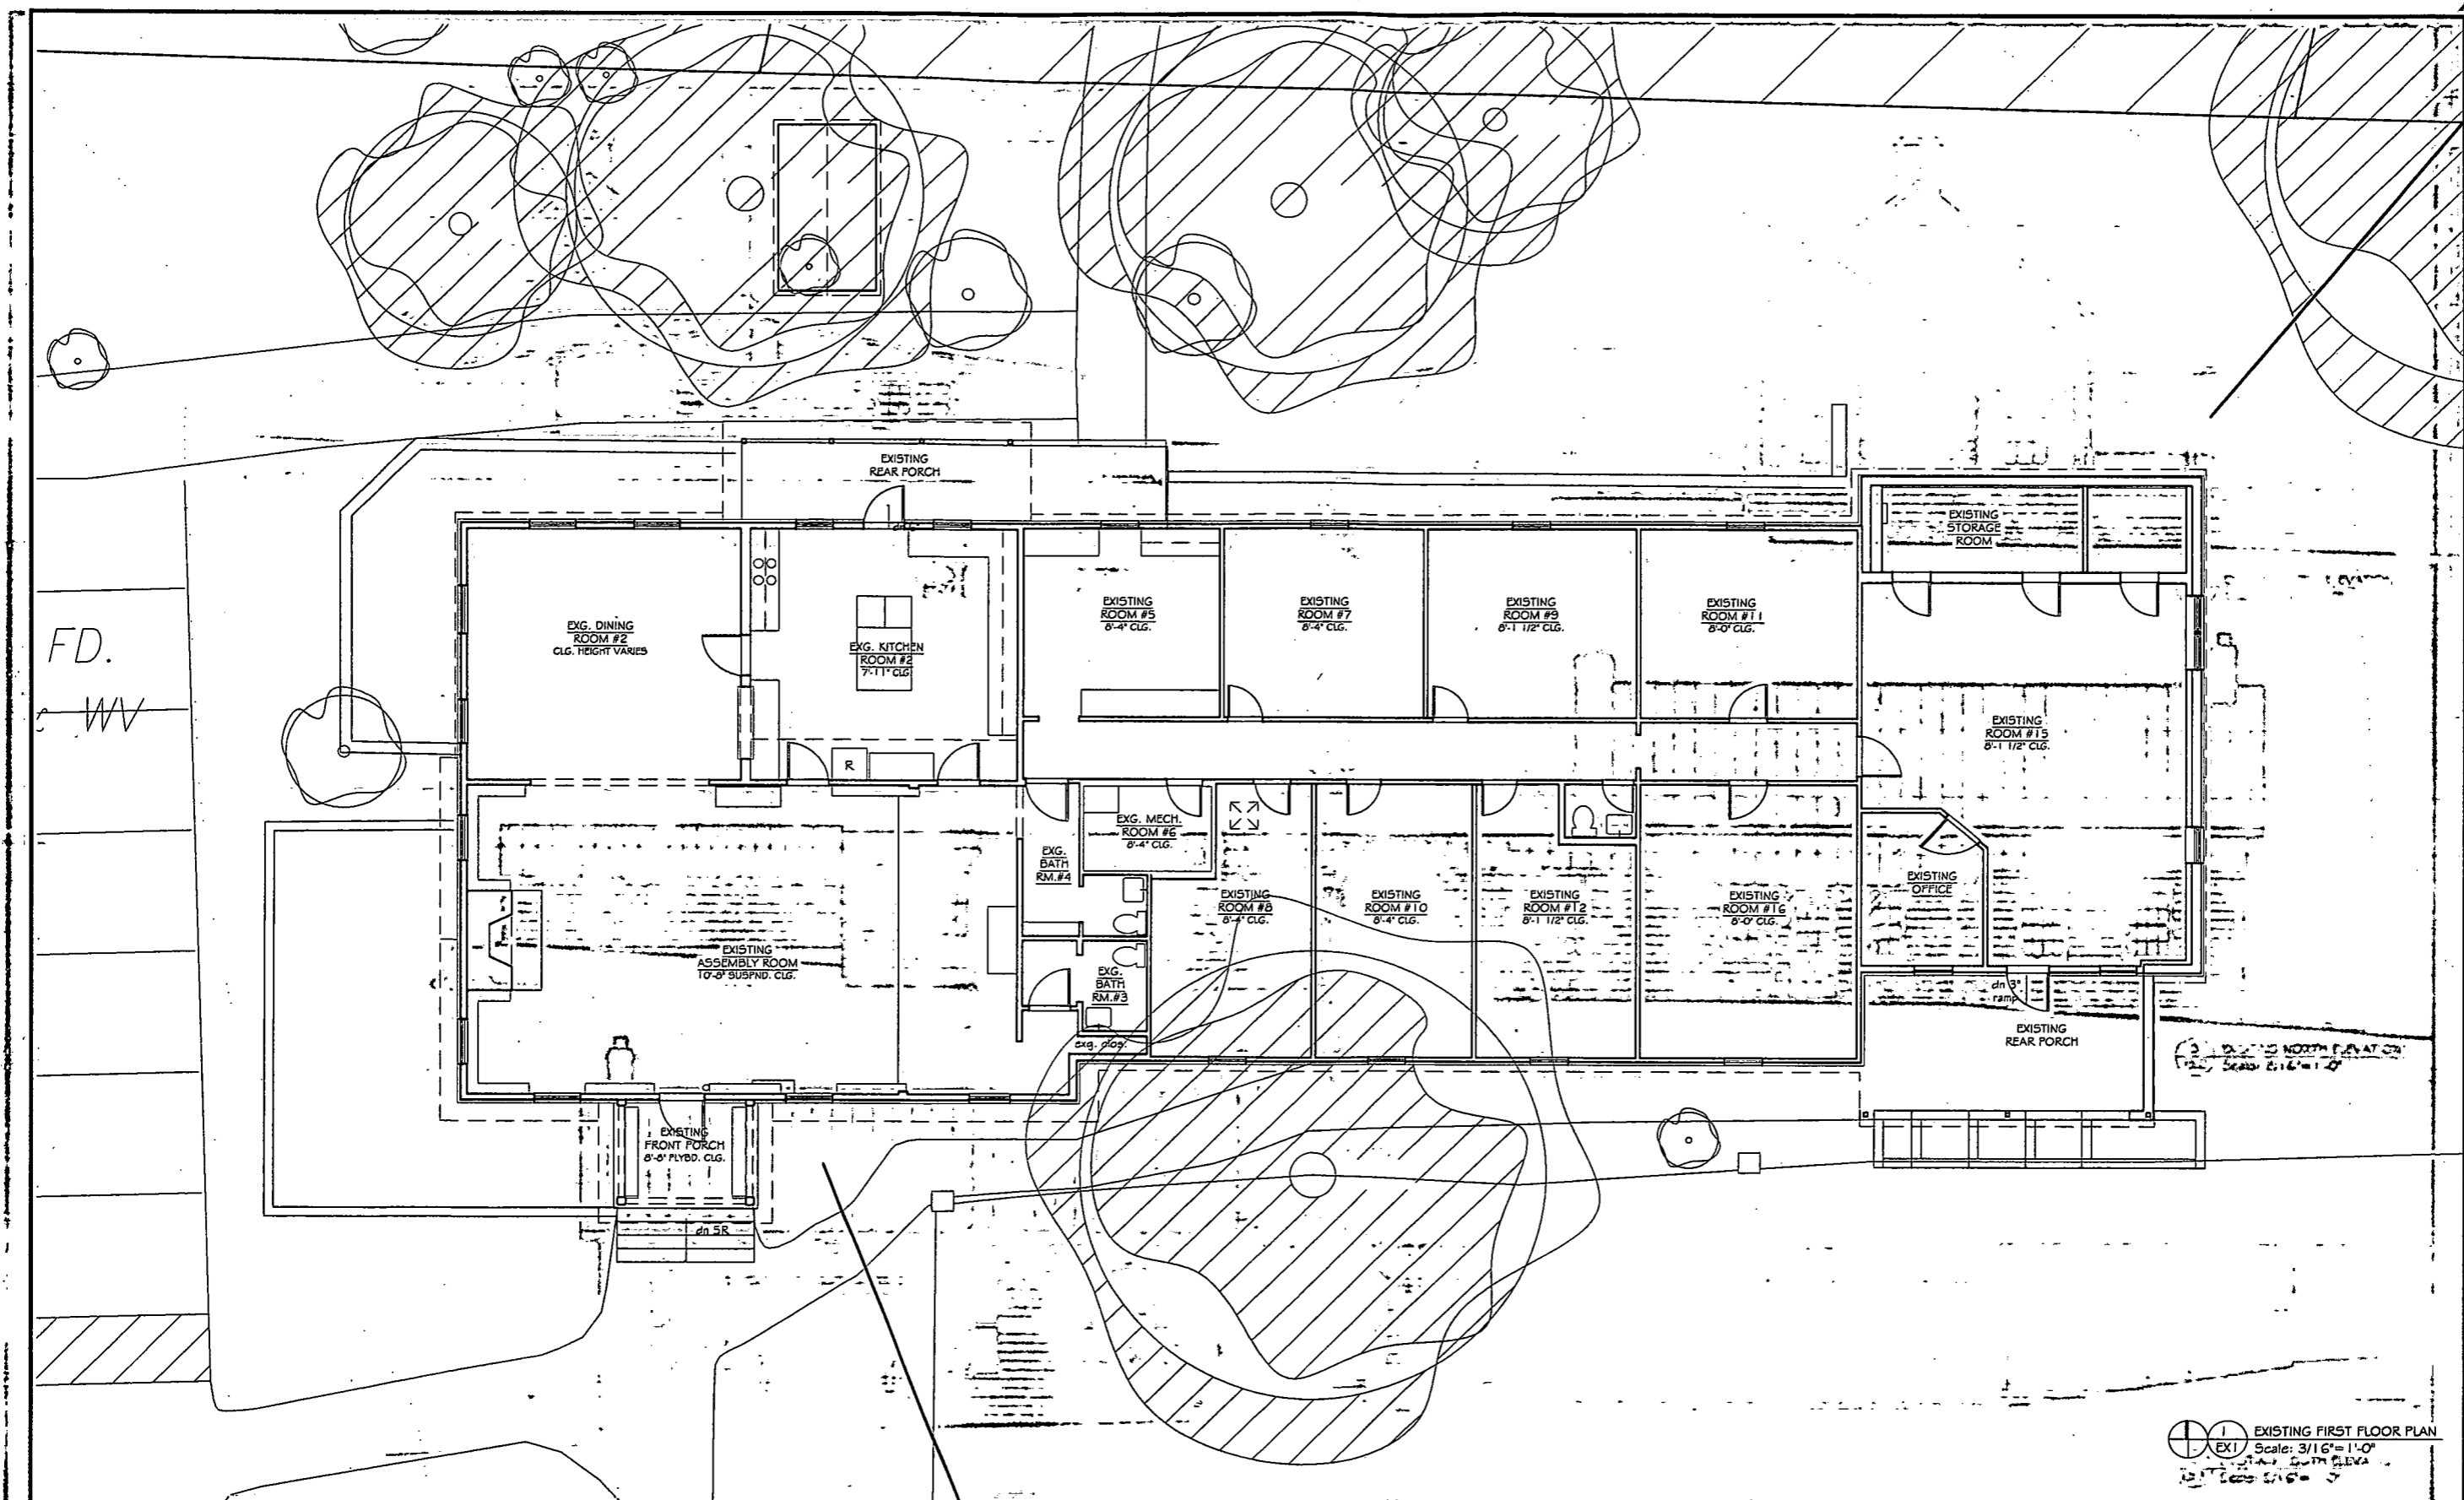 EXISTING
REAR PORCH
EXISTING
STORAGE
ROOM
EXG. DINING
ROOM #2
CLG. HEIGHT VARIES
EXG. KITCHEN
ROOM #2
7'-11" CLG.
EXISTING
ROOM #5
8'-4" CLG.
EXISTING
ROOM #7
8'-4" CLG.
EXISTING
ROOM #9
8'-1 1/2" CLG.
EXISTING
ROOM #11
8'-0" CLG.
FD.
WV
R
EXISTING
ROOM #15
8'-1 1/2" CLG.
EXG. MECH.
ROOM #6
8'-4" CLG.
EXG.
BATH
RM.#4
EXISTING
ROOM #8
8'-4" CLG.
EXISTING
ROOM #10
8'-4" CLG.
EXISTING
ROOM #12
8'-1 1/2" CLG.
EXISTING
ROOM #16
8'-0" CLG.
EXISTING
OFFICE
EXISTING
ASSEMBLY ROOM
10'-8" SUSPND. CLG.
EXG.
BATH
RM.#3
exg. clos.
dn 3"
ramp
EXISTING
REAR PORCH
NORTH ELEVATION
EXISTING
FRONT PORCH
8'-8" PLYBD. CLG.
dn 5R
1
EX1
EXISTING FIRST FLOOR PLAN
Scale: 3/16"=1'-0"